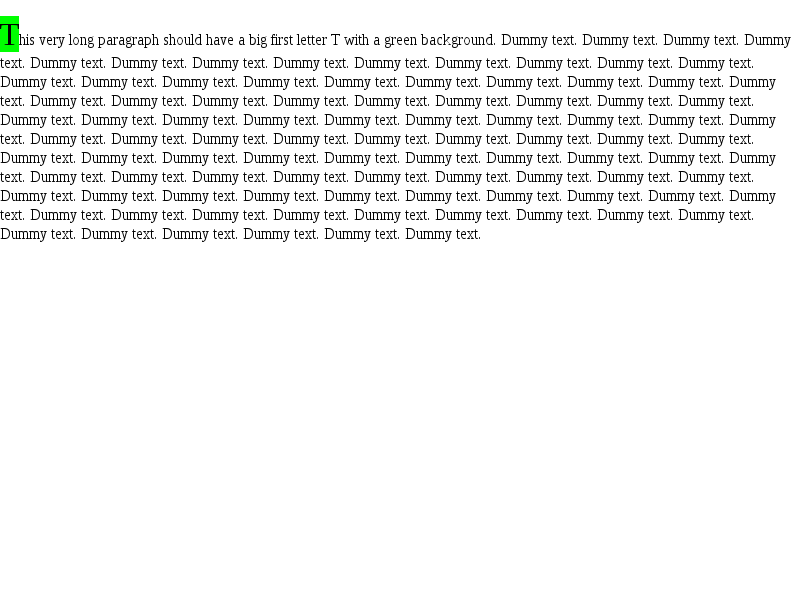 This very long paragraph should have a big first letter T with a green background. Dummy text. Dummy text. Dummy text. Dummy
text. Dummy text. Dummy text. Dummy text. Dummy text. Dummy text. Dummy text. Dummy text. Dummy text. Dummy text.
Dummy text. Dummy text. Dummy text. Dummy text. Dummy text. Dummy text. Dummy text. Dummy text. Dummy text. Dummy
text. Dummy text. Dummy text. Dummy text. Dummy text. Dummy text. Dummy text. Dummy text. Dummy text. Dummy text.
Dummy text. Dummy text. Dummy text. Dummy text. Dummy text. Dummy text. Dummy text. Dummy text. Dummy text. Dummy
text. Dummy text. Dummy text. Dummy text. Dummy text. Dummy text. Dummy text. Dummy text. Dummy text. Dummy text.
Dummy text. Dummy text. Dummy text. Dummy text. Dummy text. Dummy text. Dummy text. Dummy text. Dummy text. Dummy
text. Dummy text. Dummy text. Dummy text. Dummy text. Dummy text. Dummy text. Dummy text. Dummy text. Dummy text.
Dummy text. Dummy text. Dummy text. Dummy text. Dummy text. Dummy text. Dummy text. Dummy text. Dummy text. Dummy
text. Dummy text. Dummy text. Dummy text. Dummy text. Dummy text. Dummy text. Dummy text. Dummy text. Dummy text.
Dummy text. Dummy text. Dummy text. Dummy text. Dummy text. Dummy text.